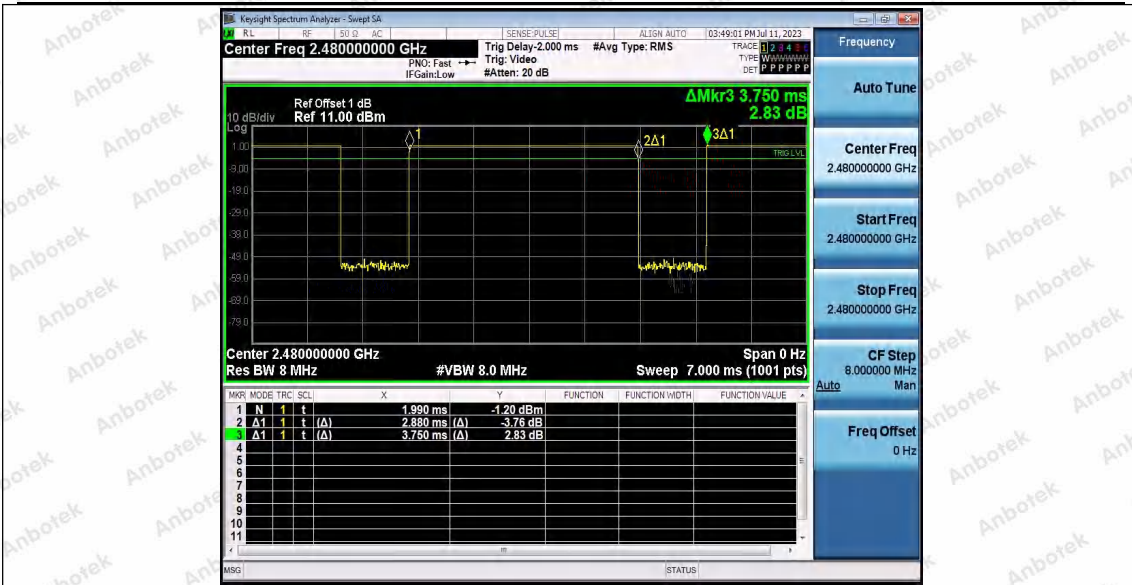 Keysight Spectrum Analyzer - Swept SA
RL RF 50 Ω AC SENSE:PULSE ALIGN AUTO 03:49:01 PM Jul 11, 2023
Center Freq 2.480000000 GHz Trig Delay-2.000 ms #Avg Type: RMS TRACE 1 2 3 4 5 6
PNO: Fast Trig: Video TYPE WWWWWW
IFGain:Low #Atten: 20 dB DET P P P P P P
Frequency
Auto Tune
Center Freq
2.480000000 GHz
Start Freq
2.480000000 GHz
Stop Freq
2.480000000 GHz
CF Step
8.000000 MHz
Auto Man
Freq Offset
0 Hz
ΔMkr3 3.750 ms
2.83 dB
Ref Offset 1 dB
10 dB/div Ref 11.00 dBm
Log
1 2Δ1 3Δ1
TRIG LVL
1.00
-9.00
-19.0
-29.0
-39.0
-49.0
-59.0
-69.0
-79.0
Center 2.480000000 GHz Span 0 Hz
Res BW 8 MHz #VBW 8.0 MHz Sweep 7.000 ms (1001 pts)
MKR MODE TRC SCL X Y FUNCTION FUNCTION WIDTH FUNCTION VALUE
1 N 1 t 1.990 ms -1.20 dBm
2 Δ1 1 t (Δ) 2.880 ms (Δ) -3.76 dB
3 Δ1 1 t (Δ) 3.750 ms (Δ) 2.83 dB
4
5
6
7
8
9
10
11
MSG STATUS
Anbotek